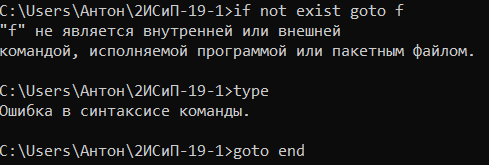 C:\Users\Антон\2ИСиП-19-1>if not exist goto f
"f" не является внутренней или внешней
командой, исполняемой программой или пакетным файлом.
C:\Users\Антон\2ИСиП-19-1>type
Ошибка в синтаксисе команды.
C:\Users\Антон\2ИСиП-19-1>goto end